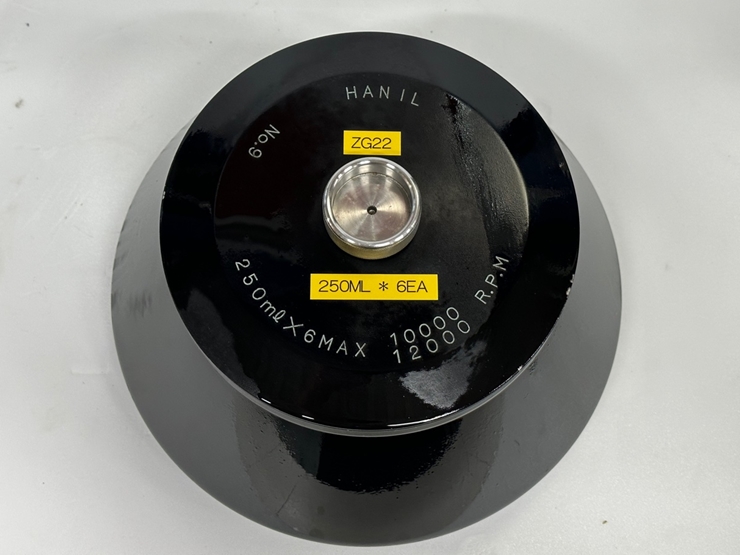 HANIL
No.9
ZG22
250ML * 6EA
250mℓX6MAX 10000
12000 R.P.M